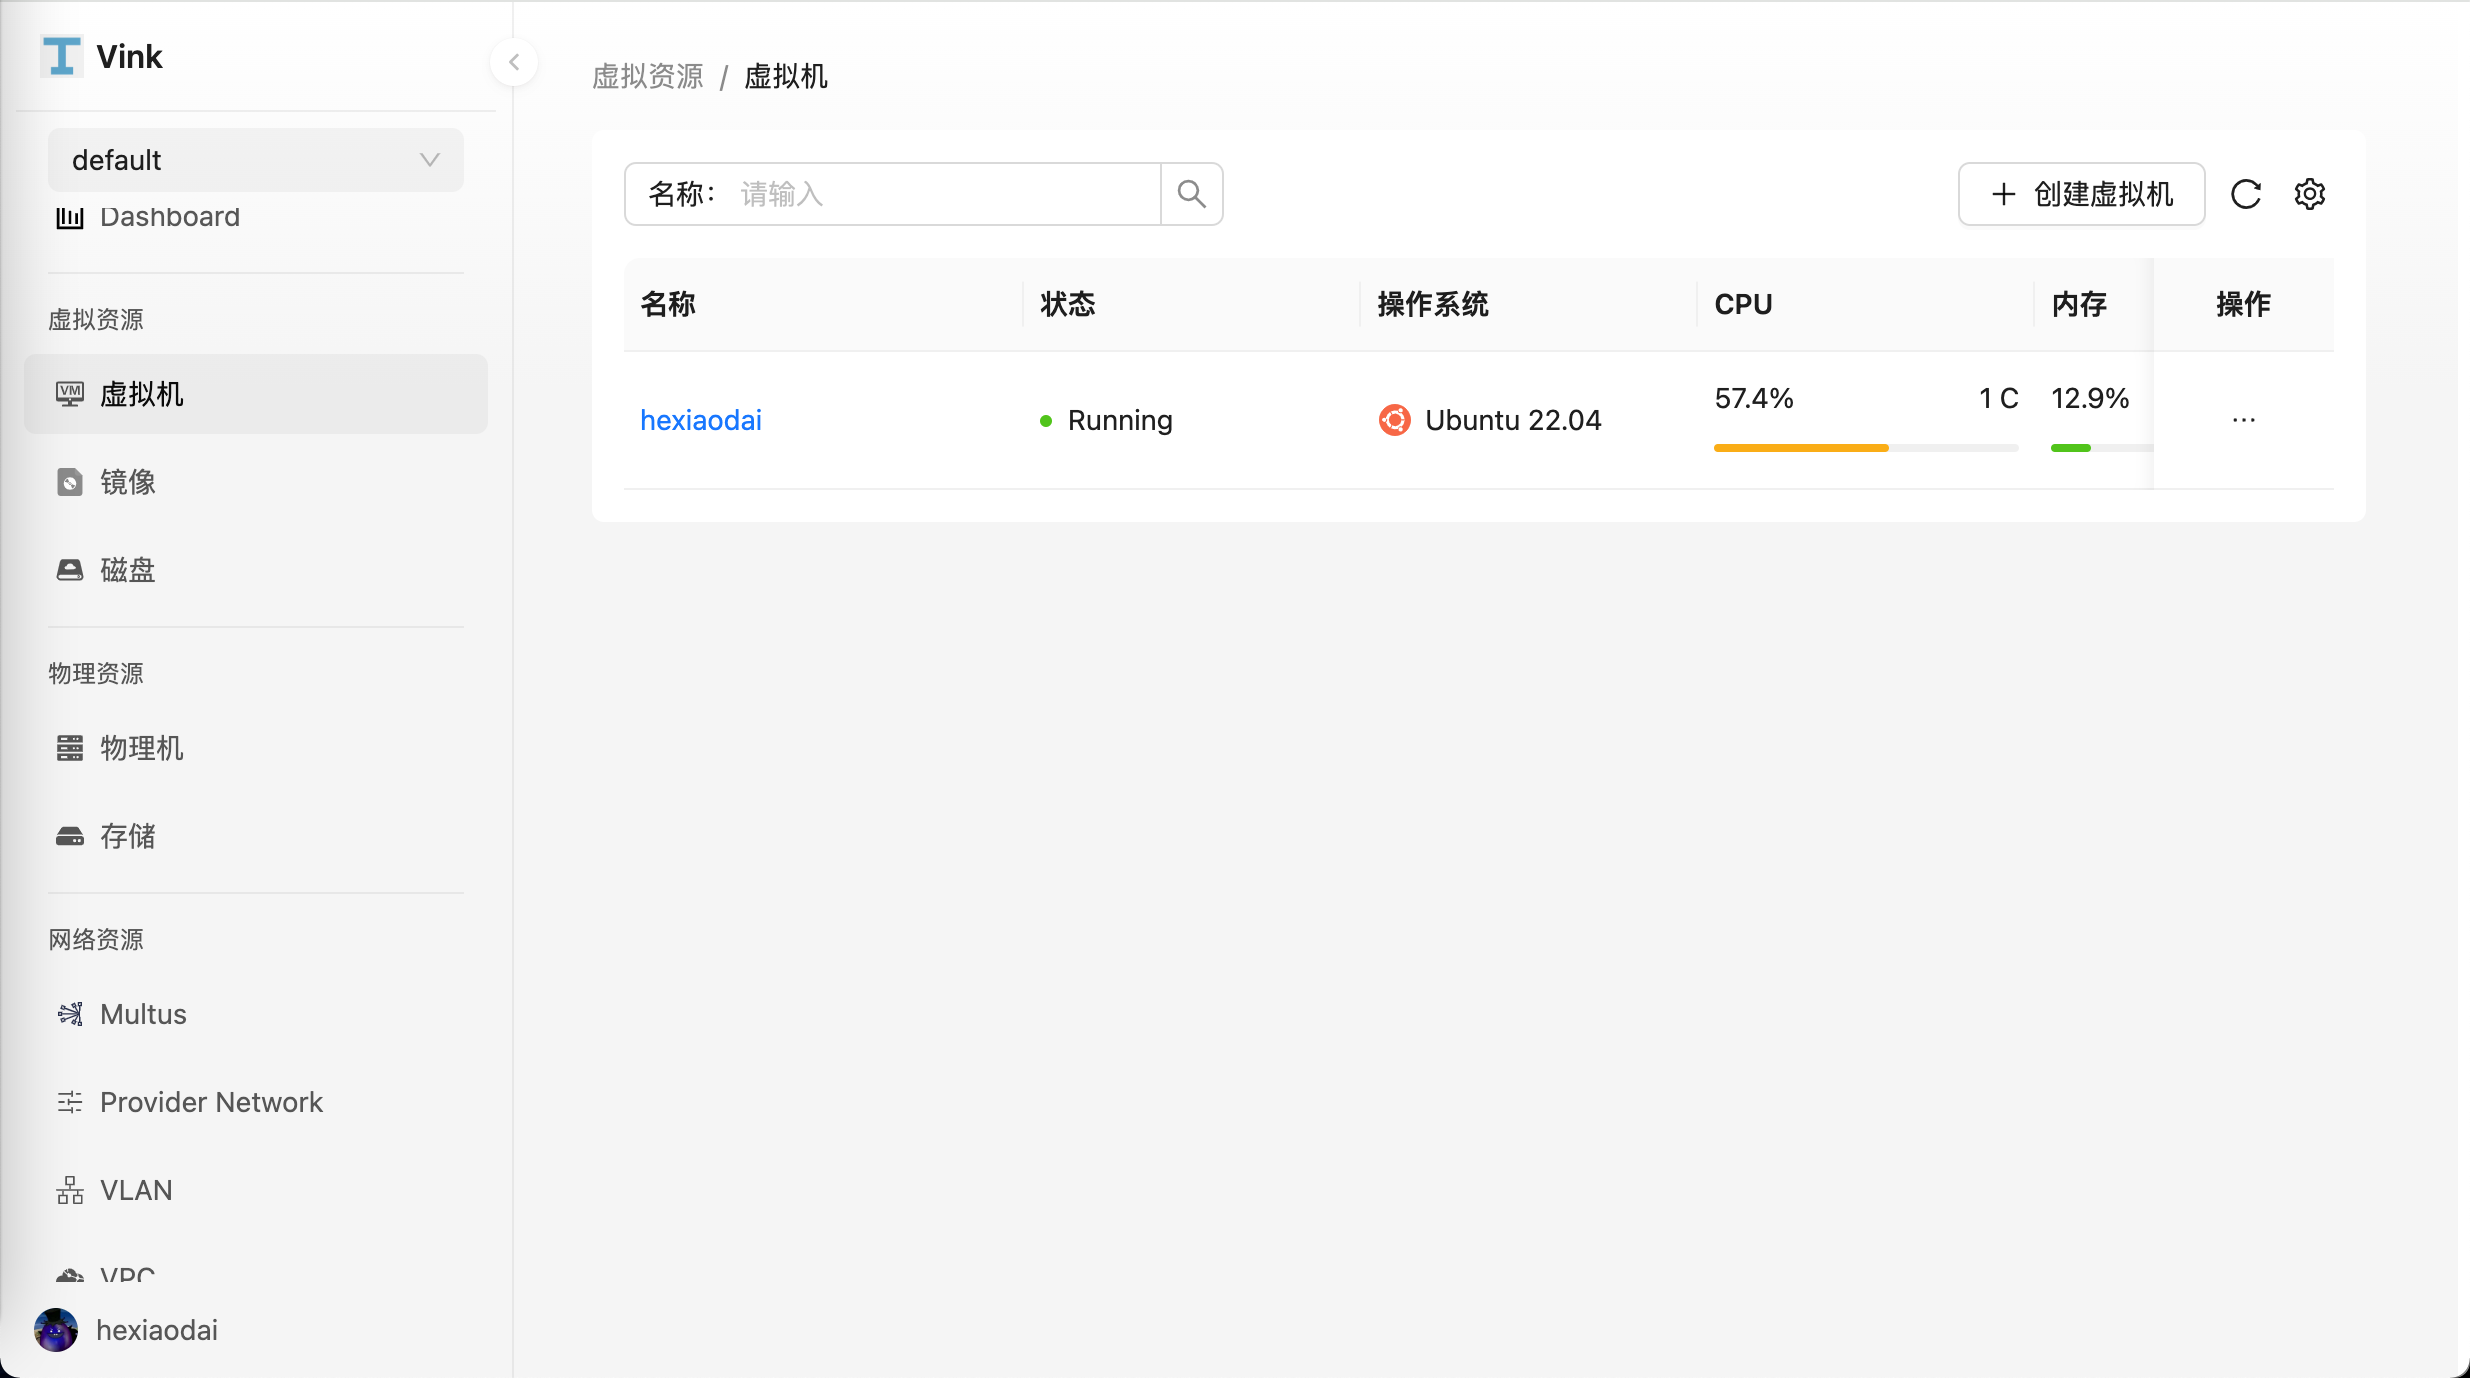 Vink
default
Dashboard
虚拟资源
VM 虚拟机
镜像
磁盘
物理资源
物理机
存储
网络资源
Multus
Provider Network
VLAN
VPC
hexiaodai
虚拟资源 / 虚拟机
名称： 请输入
创建虚拟机
名称 状态 操作系统 CPU 内存 操作
hexiaodai Running Ubuntu 22.04 57.4% 1 C 12.9% ...